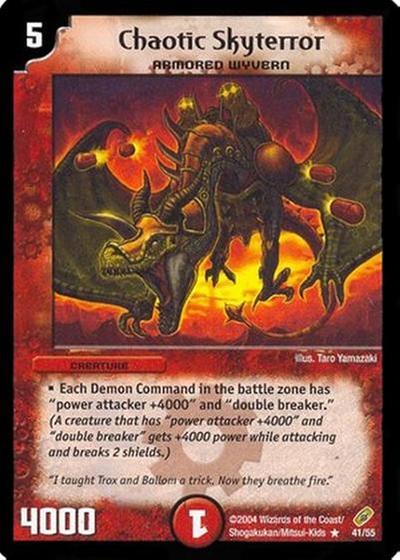 5
Chaotic Skyterror
ARMORED WYVERN
illus. Taro Yamazaki
CREATURE
▪ Each Demon Command in the battle zone has
“power attacker +4000” and “double breaker.”
(A creature that has “power attacker +4000” and
“double breaker” gets +4000 power while attacking
and breaks 2 shields.)
“I taught Trox and Ballom a trick. Now they breathe fire.”
4000
1
©2004 Wizards of the Coast/
Shogakukan/Mitsui-Kids ★ 41/55